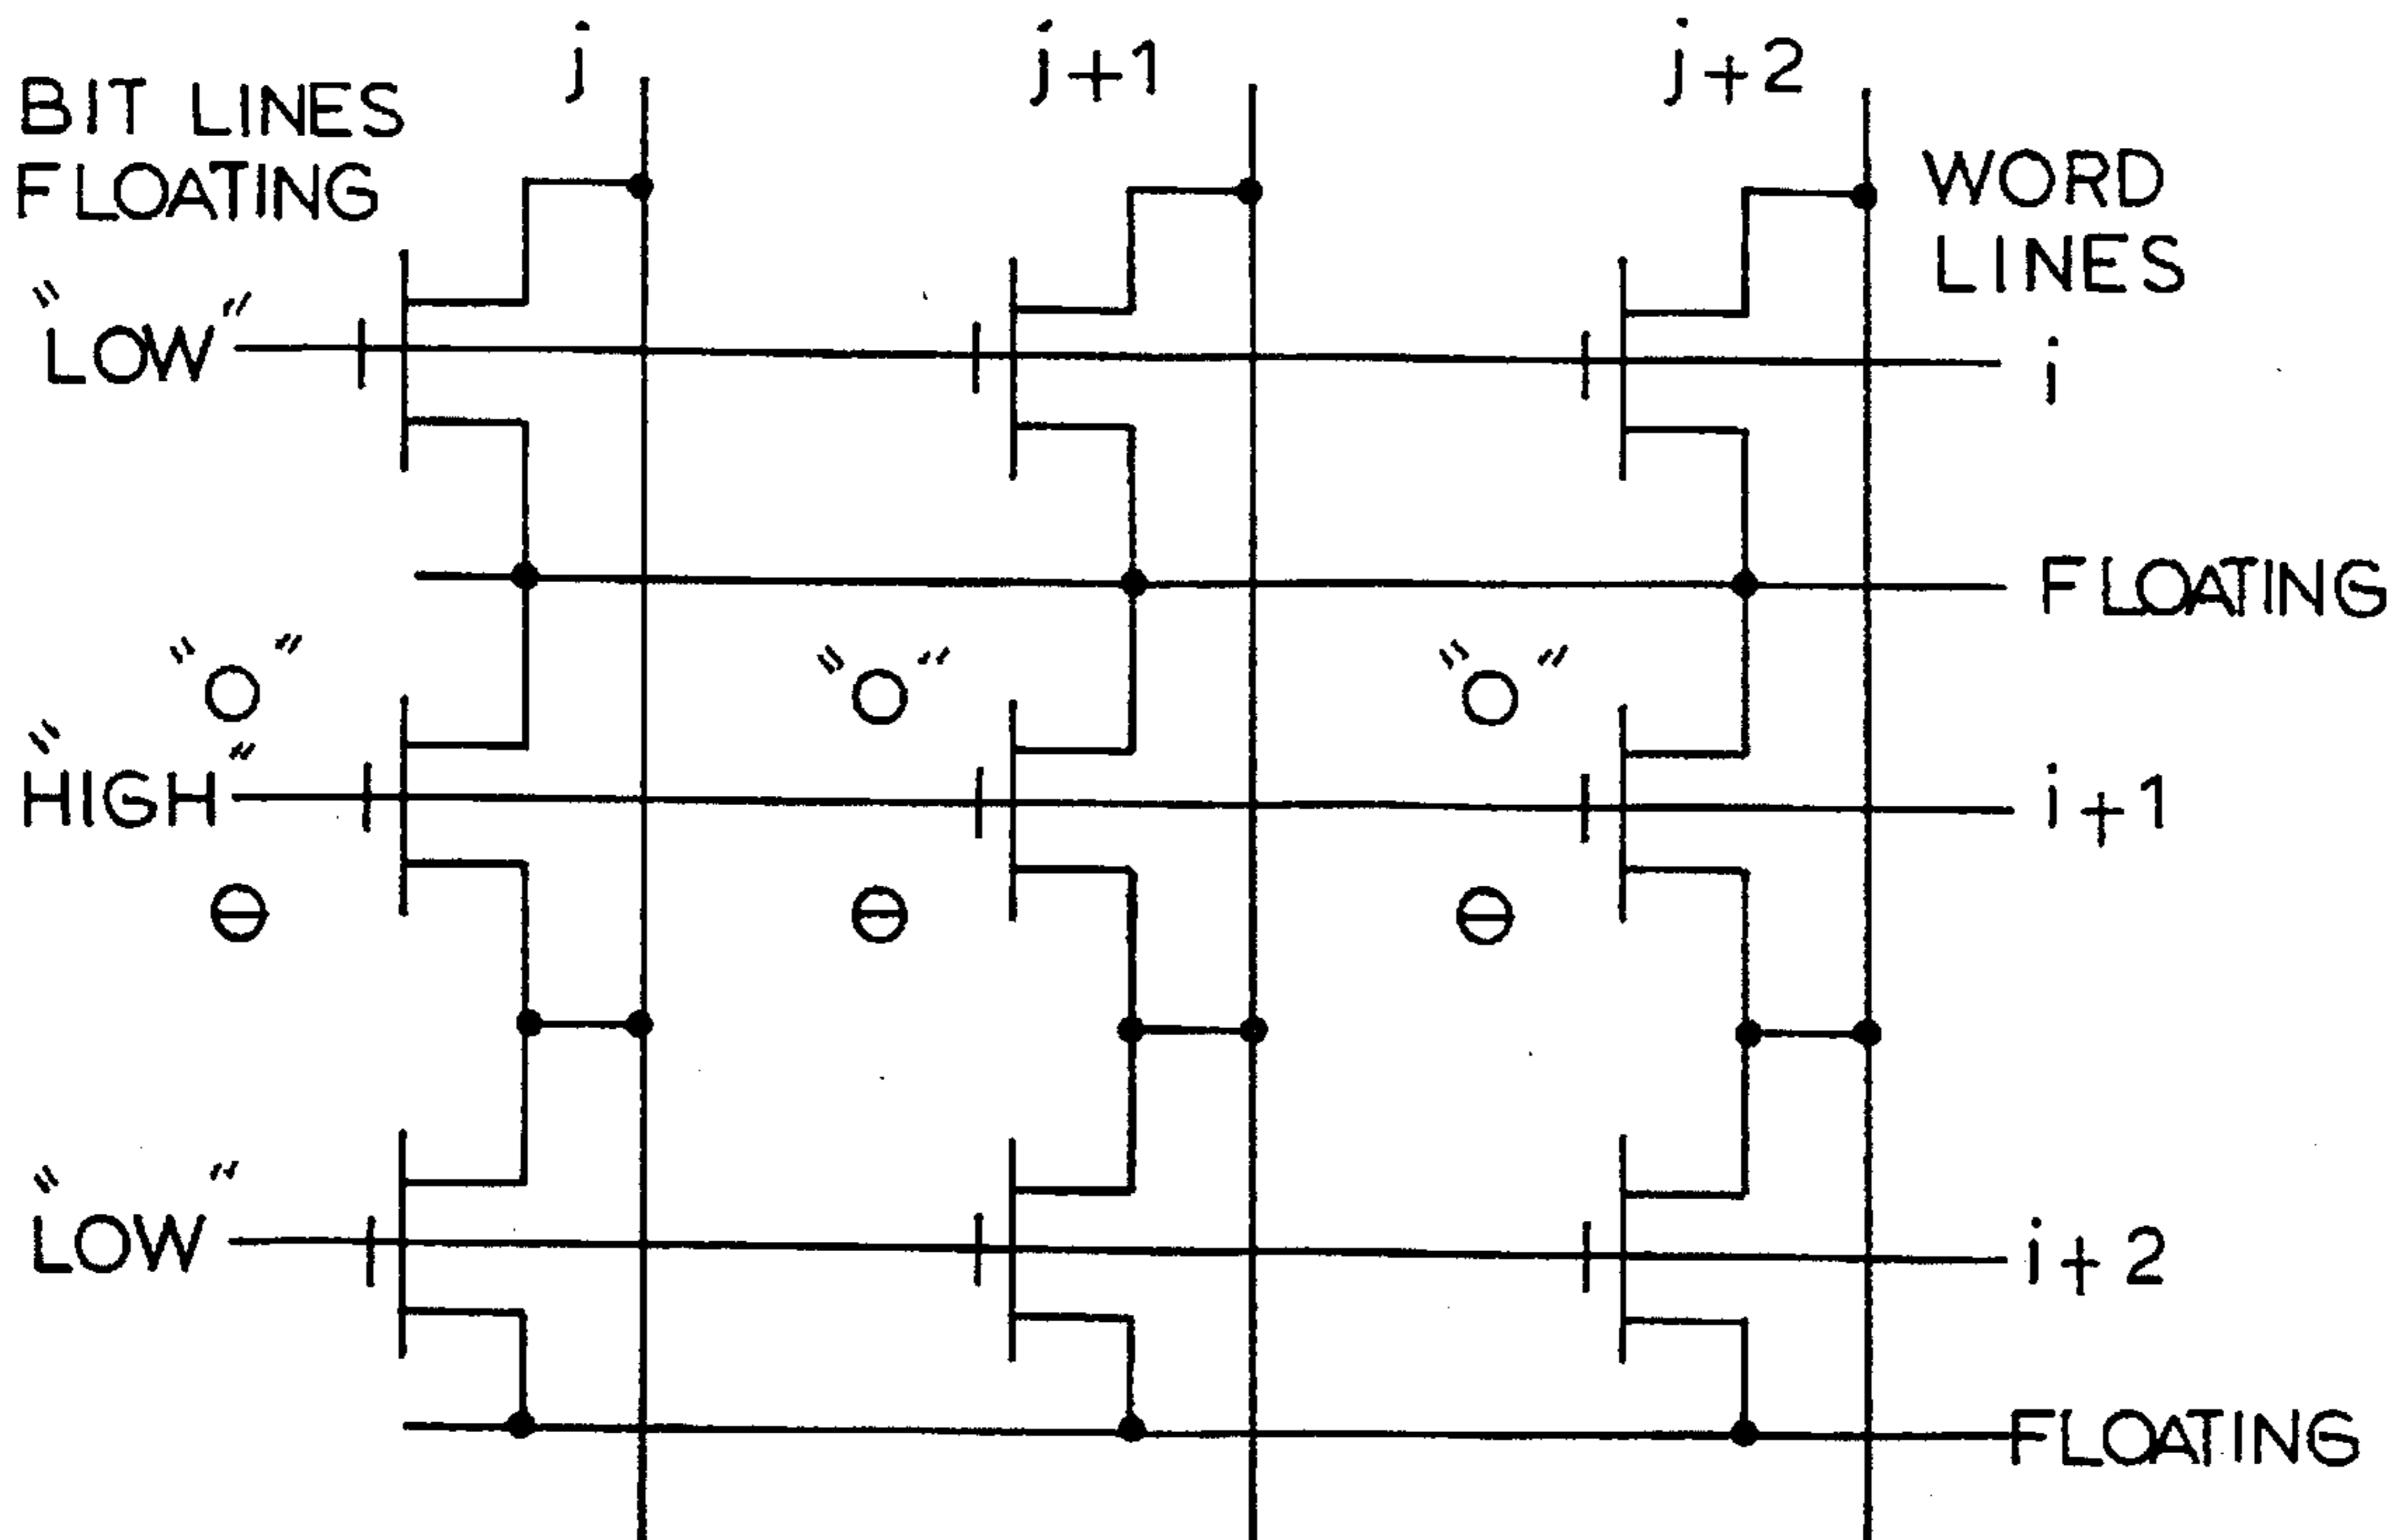 j j+1 j+2
BIT LINES
FLOATING
WORD
LINES
"LOW" i
FLOATING
"O" "O" "O"
"HIGH" i+1
Θ Θ Θ
"LOW" i+2
FLOATING